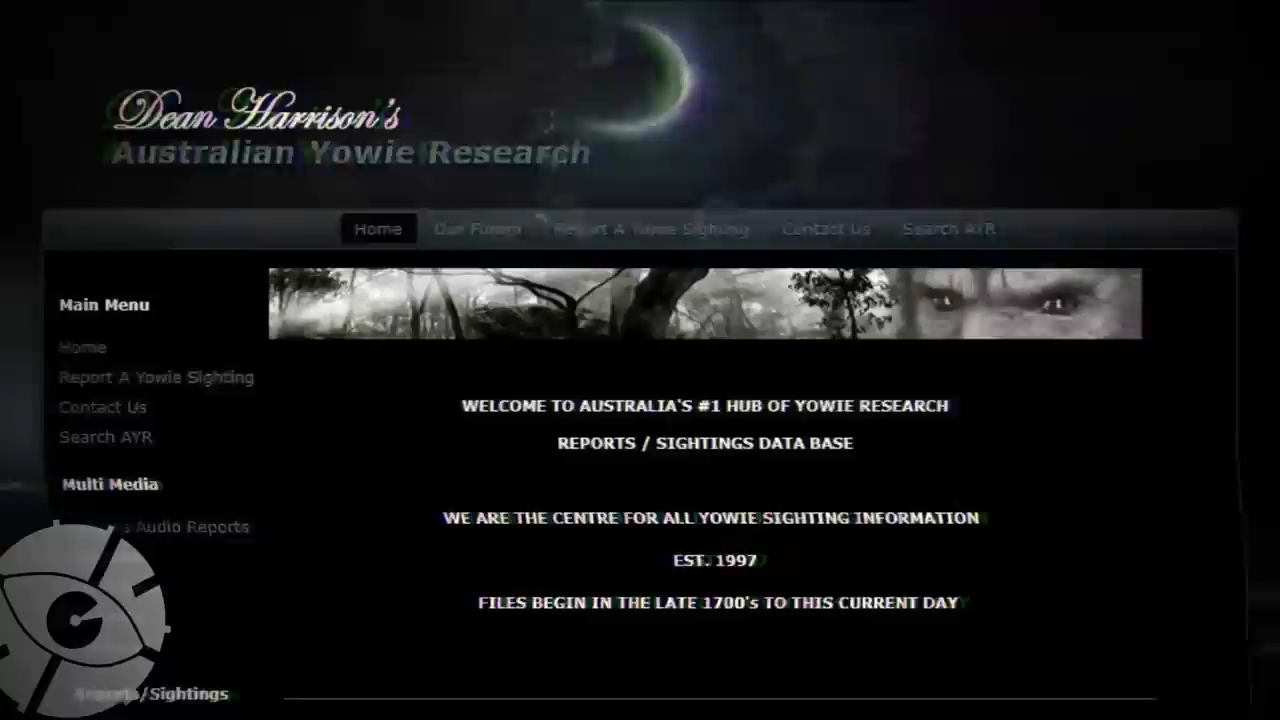 Dean Harrison's
Australian Yowie Research
Home Our Forum Report A Yowie Sighting Contact Us Search AYR
Main Menu
Home
Report A Yowie Sighting
Contact Us
Search AYR
WELCOME TO AUSTRALIA'S #1 HUB OF YOWIE RESEARCH
REPORTS / SIGHTINGS DATA BASE
Multi Media
Audio Reports
WE ARE THE CENTRE FOR ALL YOWIE SIGHTING INFORMATION
EST. 1997
FILES BEGIN IN THE LATE 1700's TO THIS CURRENT DAY
Reports/Sightings